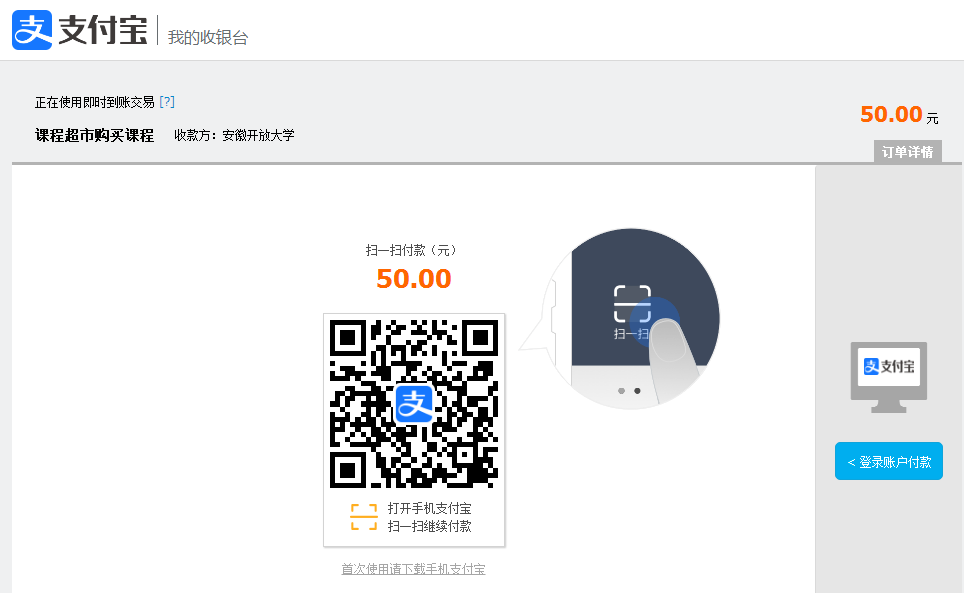 支付宝 我的收银台
正在使用即时到账交易 [?]
50.00 元
课程超市购买课程 收款方：安徽开放大学
订单详情
扫一扫付款（元）
50.00
扫一扫
支付宝
< 登录账户付款
打开手机支付宝
扫一扫继续付款
首次使用请下载手机支付宝